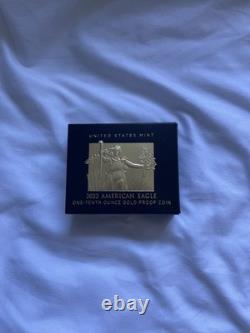 UNITED STATES MINT
2022 AMERICAN EAGLE
ONE-TENTH OUNCE GOLD PROOF COIN